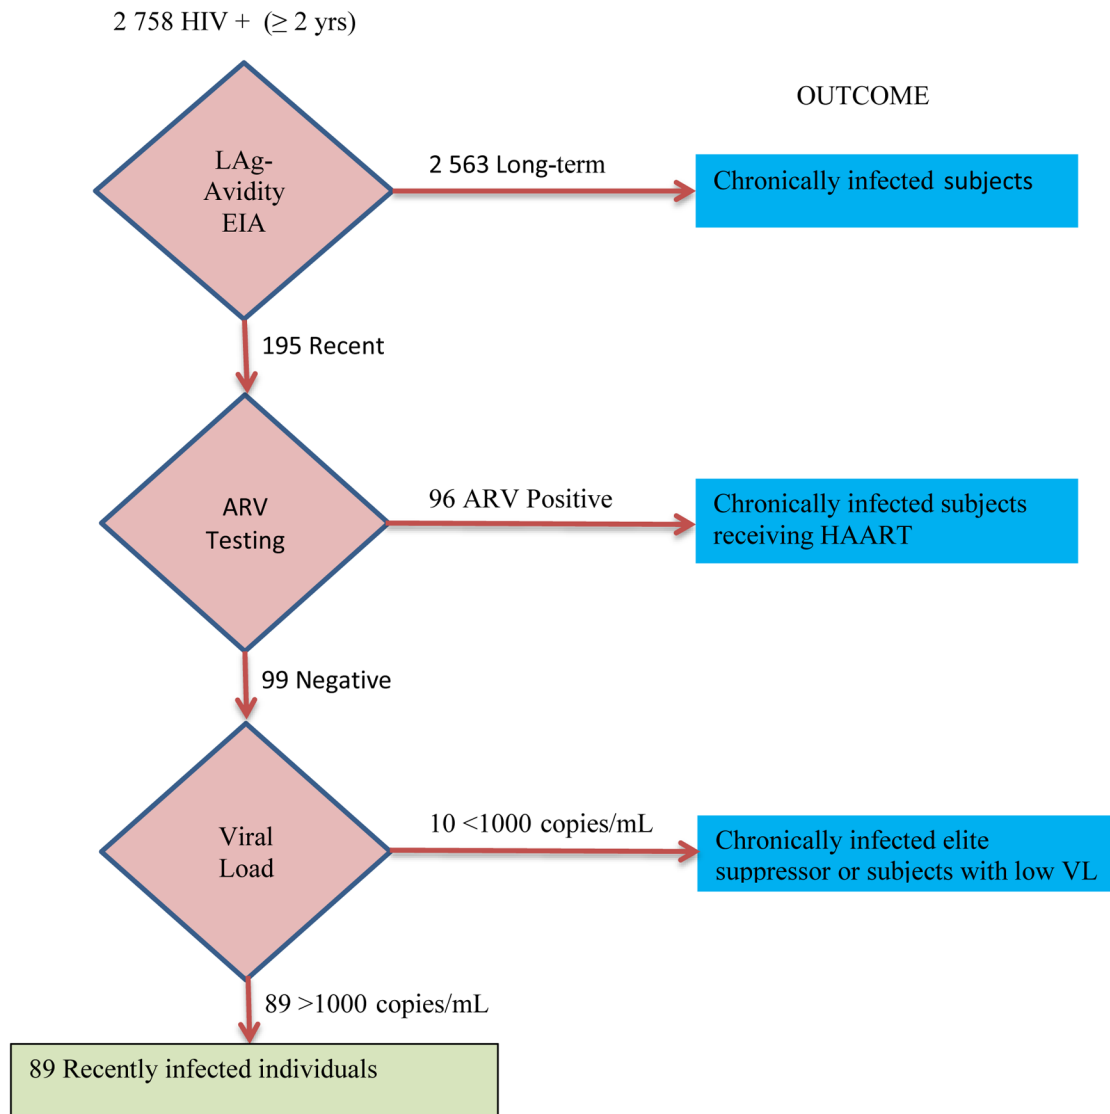 2 758 HIV + (≥ 2 yrs)
OUTCOME
LAg-
Avidity
EIA
2 563 Long-term
Chronically infected subjects
195 Recent
ARV
Testing
96 ARV Positive
Chronically infected subjects
receiving HAART
99 Negative
Viral
Load
10 <1000 copies/mL
Chronically infected elite
suppressor or subjects with low VL
89 >1000 copies/mL
89 Recently infected individuals